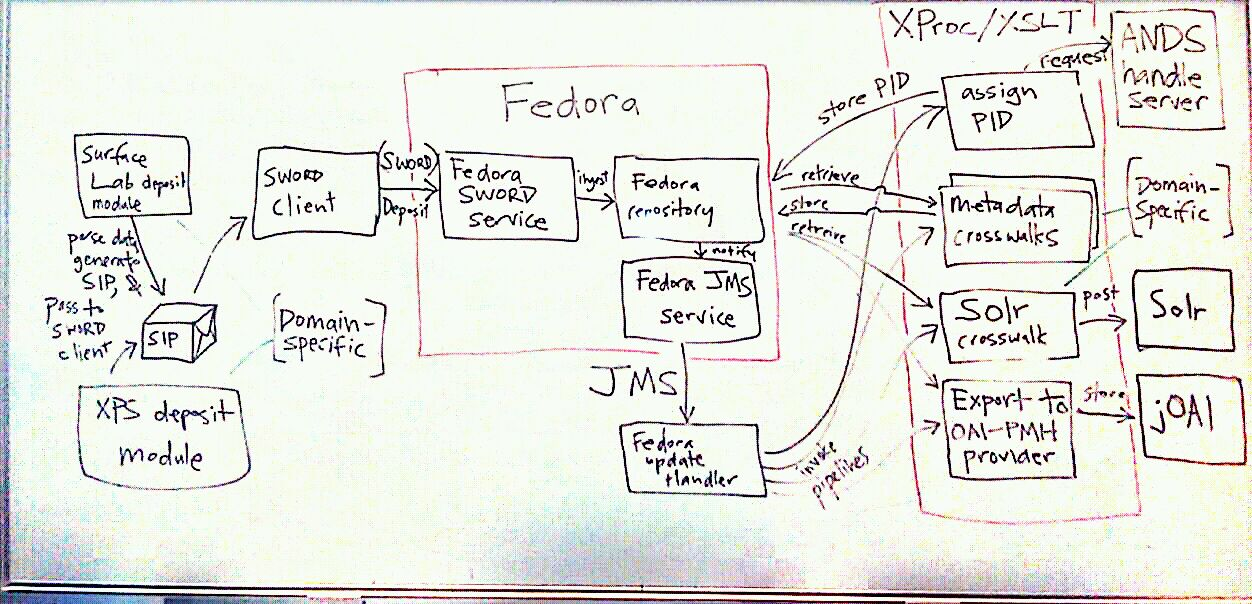 Surface
Lab deposit
module
parse data
generate
SIP, &
pass to
SWORD
client
SIP
XPS deposit
module
[Domain-
specific]
SWORD
client
(SWORD)
Deposit
Fedora
Fedora
SWORD
service
ingest
Fedora
repository
notify
Fedora JMS
service
JMS
Fedora
update
Handler
invoke
pipelines
store PID
retrieve
store
retreive
XProc/XSLT
assign
PID
request
ANDS
handle
server
metadata
crosswalks
[Domain-
Specific]
Solr
crosswalk
post
Solr
Export to
OAI-PMH
provider
store
jOAI